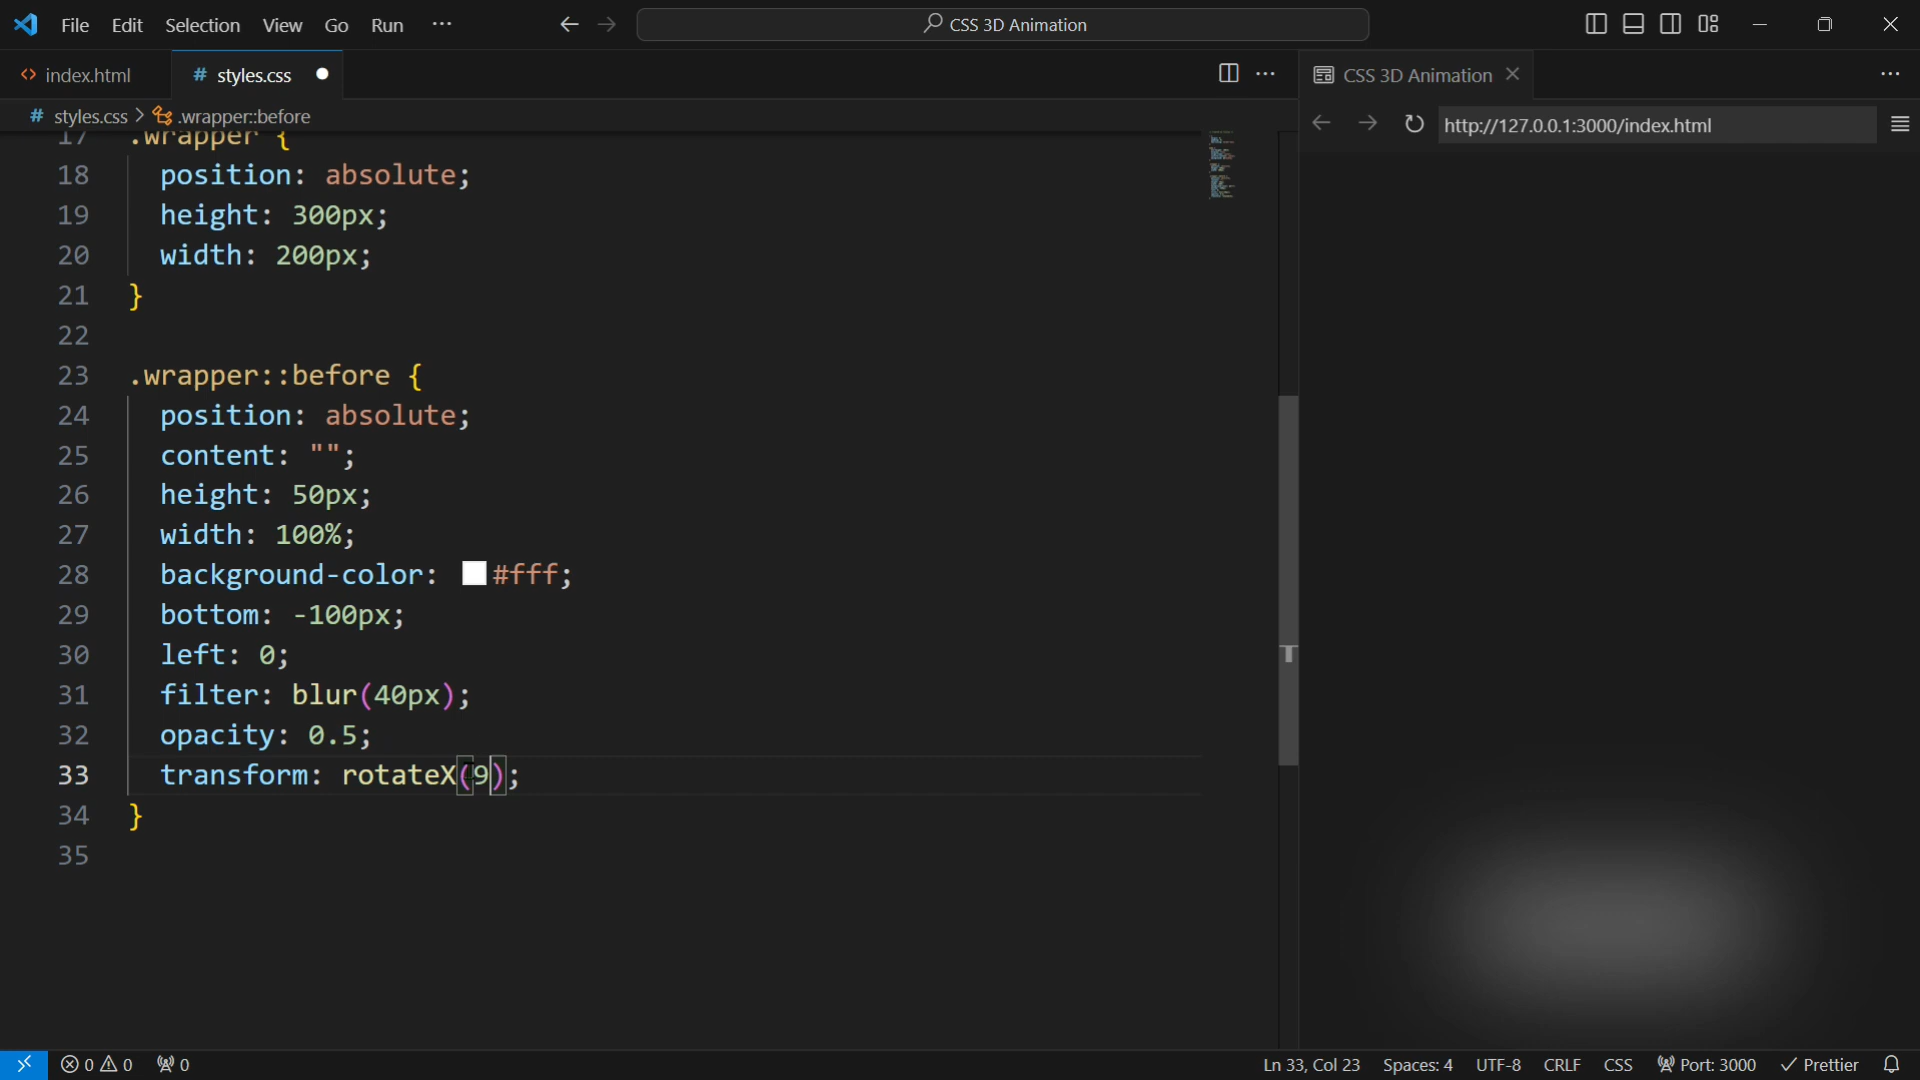 File Edit Selection View Go Run ··· CSS 3D Animation
index.html # styles.css CSS 3D Animation
# styles.css > .wrapper::before http://127.0.0.1:3000/index.html
17 .wrapper {
18 position: absolute;
19 height: 300px;
20 width: 200px;
21 }
22
23 .wrapper::before {
24 position: absolute;
25 content: "";
26 height: 50px;
27 width: 100%;
28 background-color: #fff;
29 bottom: -100px;
30 left: 0;
31 filter: blur(40px);
32 opacity: 0.5;
33 transform: rotateX(9);
34 }
35
0 0 0 Ln 33, Col 23 Spaces: 4 UTF-8 CRLF CSS Port: 3000 Prettier